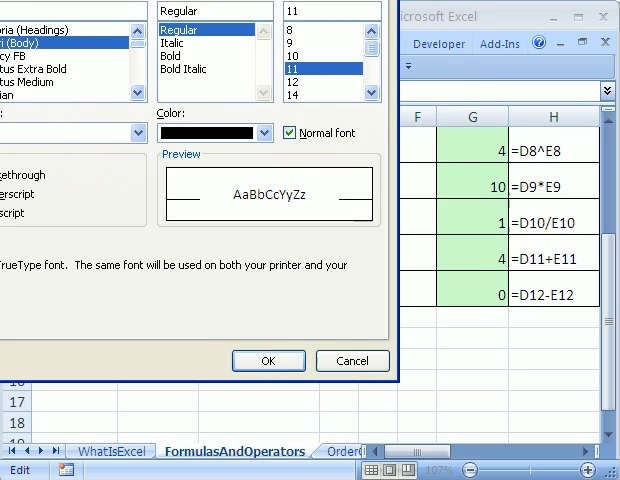 Microsoft Excel
Regular
11
Developer
Add-Ins
oria (Headings)
ri (Body)
cy FB
tus Extra Bold
tus Medium
rian
Regular
Italic
Bold
Bold Italic
8
9
10
11
12
14
:
Color:
Normal font
Preview
AaBbCcYyZz
kethrough
erscript
script
TrueType font. The same font will be used on both your printer and your
OK
Cancel
F
G
H
4 =D8^E8
10 =D9*E9
1 =D10/E10
4 =D11+E11
0 =D12-E12
17
18
WhatIsExcel
FormulasAndOperators
Order
Edit
107%